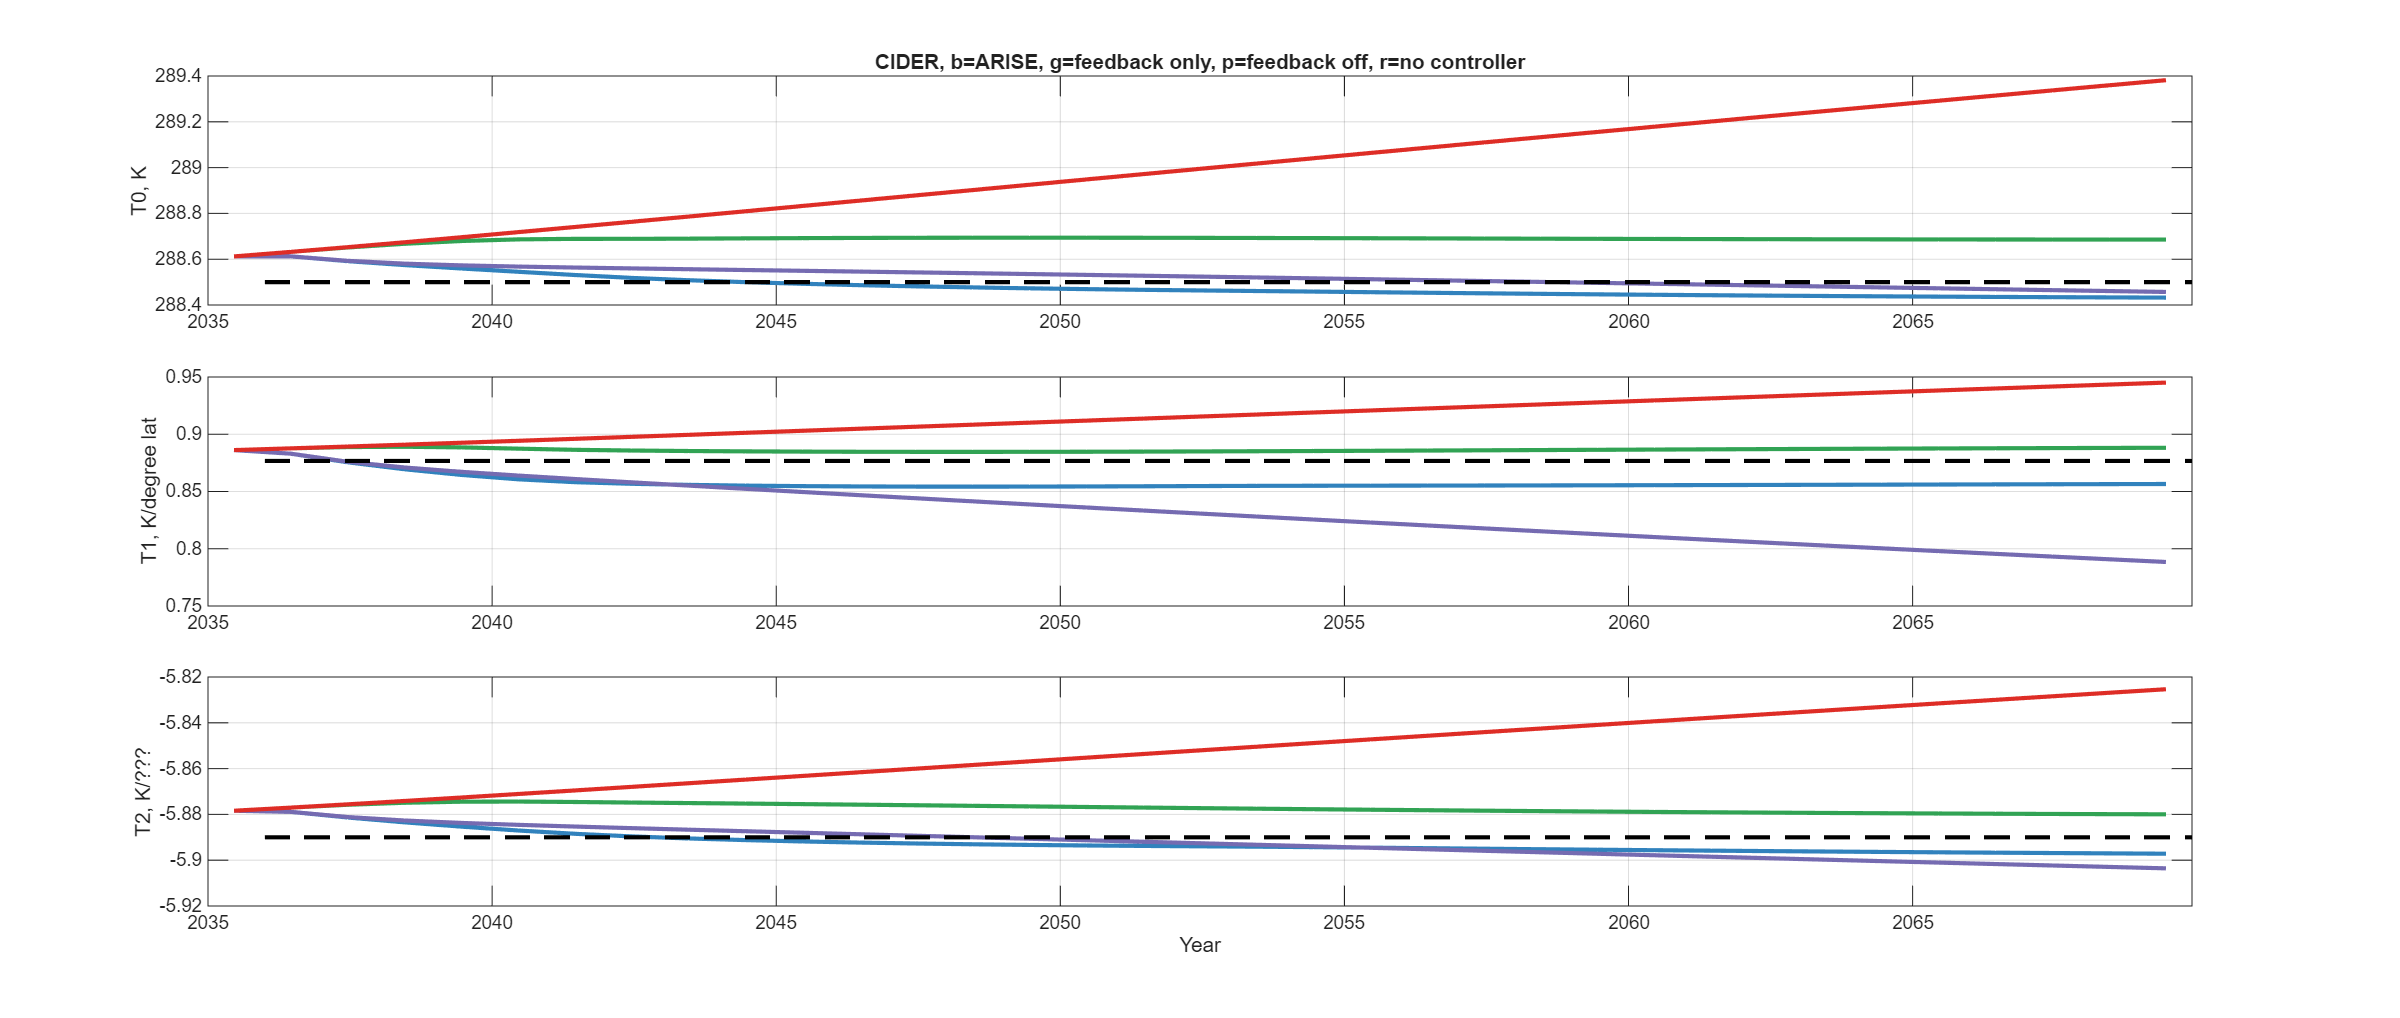 CIDER, b=ARISE, g=feedback only, p=feedback off, r=no controller
T0, K
289.4
289.2
289
288.8
288.6
288.4
2035 2040 2045 2050 2055 2060 2065
T1, K/degree lat
0.95
0.9
0.85
0.8
0.75
2035 2040 2045 2050 2055 2060 2065
T2, K/???
-5.82
-5.84
-5.86
-5.88
-5.9
-5.92
2035 2040 2045 2050 2055 2060 2065
Year